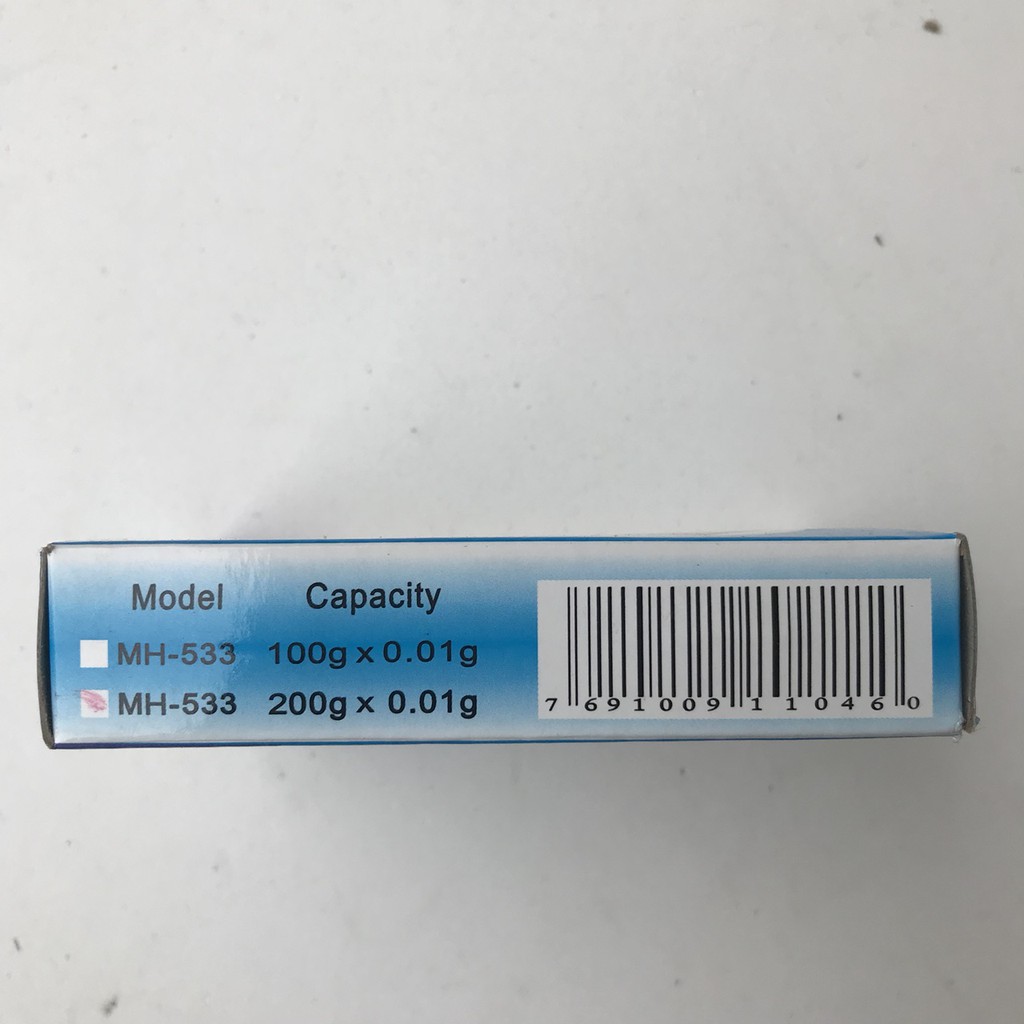 Model Capacity
MH-533 100g x 0.01g
MH-533 200g x 0.01g
7 691009 110460